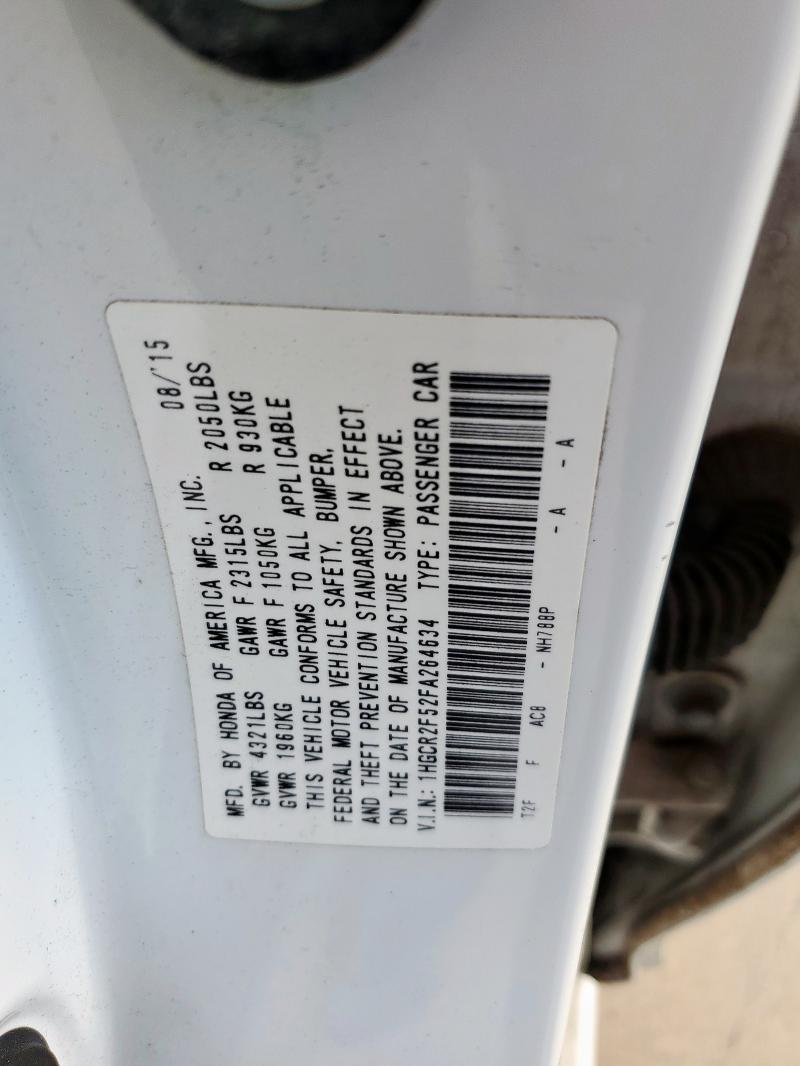 MFD. BY HONDA OF AMERICA MFG., INC. 08/'15
GVWR 4321LBS GAWR F 2315LBS R 2050LBS
GVWR 1960KG GAWR F 1050KG R 930KG
THIS VEHICLE CONFORMS TO ALL APPLICABLE
FEDERAL MOTOR VEHICLE SAFETY, BUMPER,
AND THEFT PREVENTION STANDARDS IN EFFECT
ON THE DATE OF MANUFACTURE SHOWN ABOVE.
V.I.N.: 1HGCR2F52FA264634 TYPE: PASSENGER CAR
T2F F AC8 - NH788P - A - A